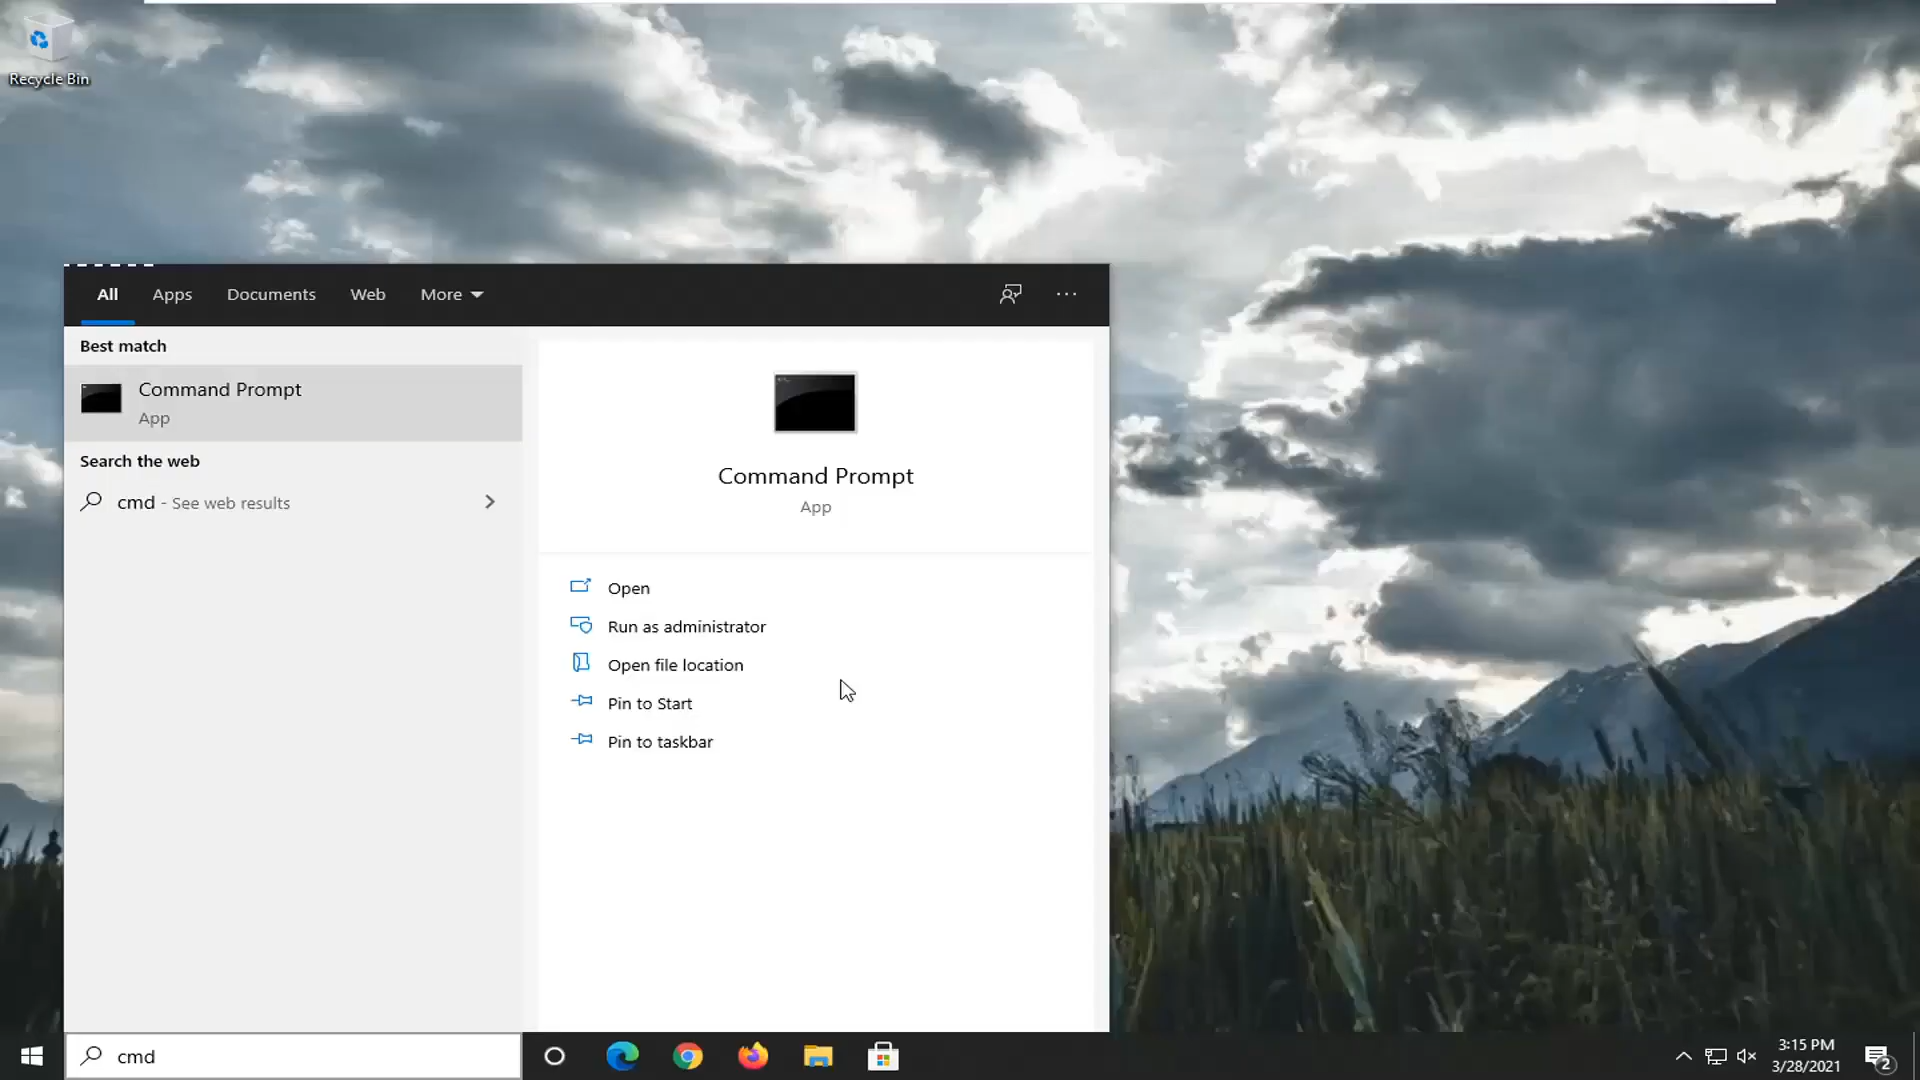 Recycle Bin
All Apps Documents Web More
Best match
Command Prompt
App
Search the web
cmd - See web results
Command Prompt
App
Open
Run as administrator
Open file location
Pin to Start
Pin to taskbar
cmd
3:15 PM
3/28/2021
2